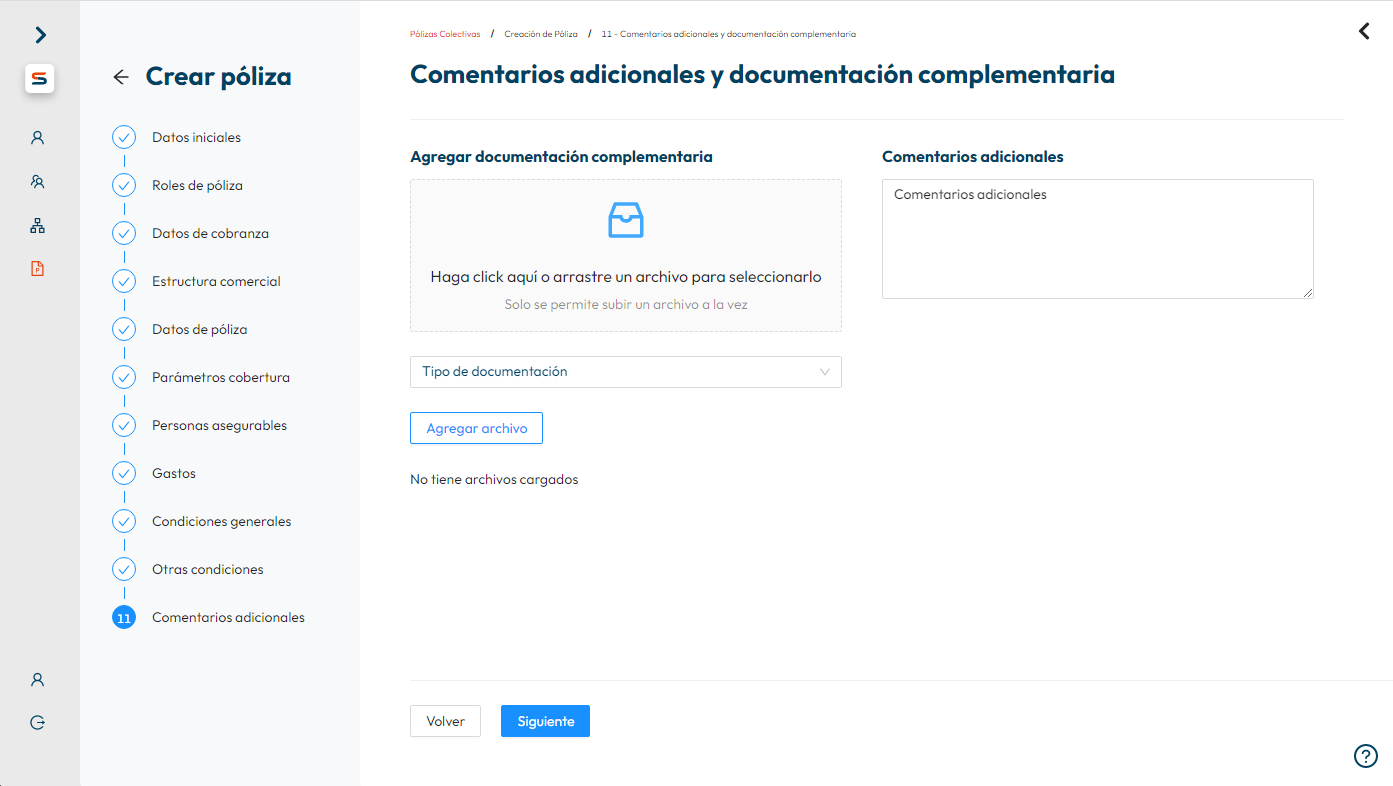 Pólizas Colectivas / Creación de Póliza / 11 - Comentarios adicionales y documentación complementaria
S
Crear póliza
Datos iniciales
Roles de póliza
Datos de cobranza
Estructura comercial
Datos de póliza
Parámetros cobertura
Personas asegurables
Gastos
Condiciones generales
Otras condiciones
11 Comentarios adicionales
Comentarios adicionales y documentación complementaria
Agregar documentación complementaria
Haga click aquí o arrastre un archivo para seleccionarlo
Solo se permite subir un archivo a la vez
Tipo de documentación
Agregar archivo
No tiene archivos cargados
Comentarios adicionales
Comentarios adicionales
Volver
Siguiente
?